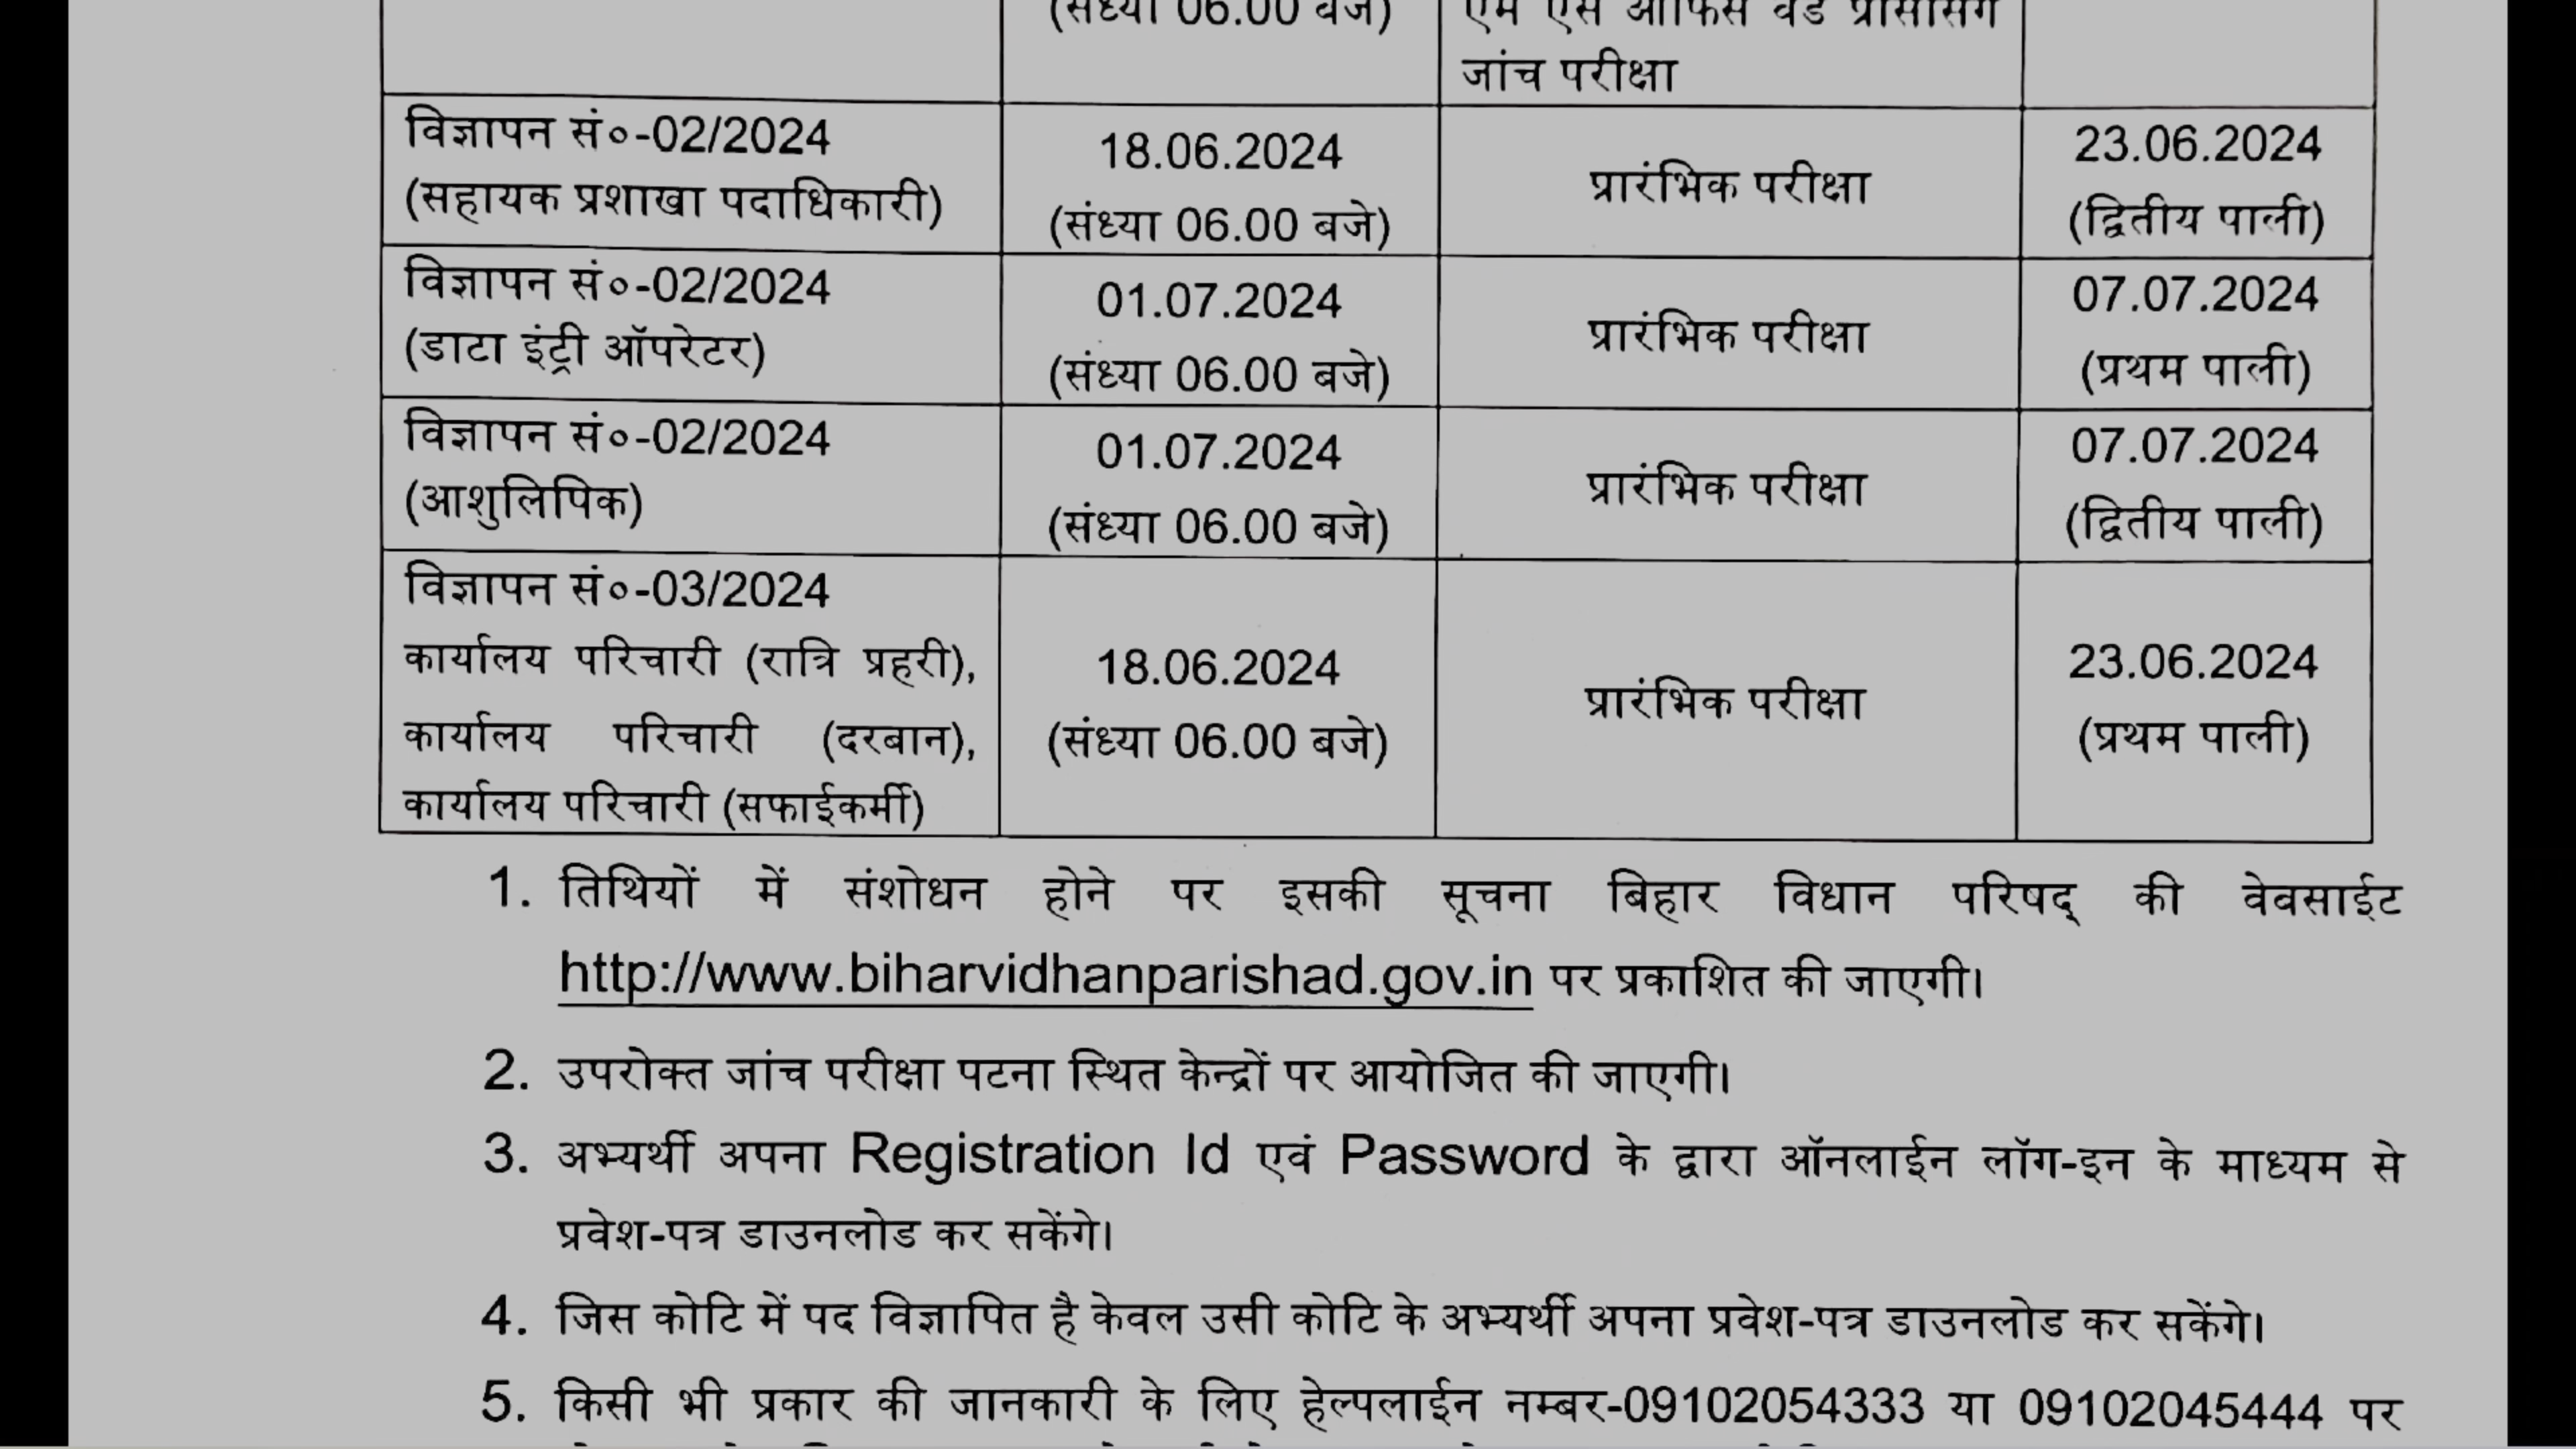 (संध्या 06.00 बजे)
एम एस ऑफिस वर्ड प्रोसेसिंग
जांच परीक्षा
विज्ञापन सं०-02/2024
(सहायक प्रशाखा पदाधिकारी)
18.06.2024
(संध्या 06.00 बजे)
प्रारंभिक परीक्षा
23.06.2024
(द्वितीय पाली)
विज्ञापन सं०-02/2024
(डाटा इंट्री ऑपरेटर)
01.07.2024
(संध्या 06.00 बजे)
प्रारंभिक परीक्षा
07.07.2024
(प्रथम पाली)
विज्ञापन सं०-02/2024
(आशुलिपिक)
01.07.2024
(संध्या 06.00 बजे)
प्रारंभिक परीक्षा
07.07.2024
(द्वितीय पाली)
विज्ञापन सं०-03/2024
कार्यालय परिचारी (रात्रि प्रहरी),
कार्यालय परिचारी (दरबान),
कार्यालय परिचारी (सफाईकर्मी)
18.06.2024
(संध्या 06.00 बजे)
प्रारंभिक परीक्षा
23.06.2024
(प्रथम पाली)
1. तिथियों में संशोधन होने पर इसकी सूचना बिहार विधान परिषद् की वेबसाईट
http://www.biharvidhanparishad.gov.in पर प्रकाशित की जाएगी।
2. उपरोक्त जांच परीक्षा पटना स्थित केन्द्रों पर आयोजित की जाएगी।
3. अभ्यर्थी अपना Registration Id एवं Password के द्वारा ऑनलाईन लॉग-इन के माध्यम से
प्रवेश-पत्र डाउनलोड कर सकेंगे।
4. जिस कोटि में पद विज्ञापित है केवल उसी कोटि के अभ्यर्थी अपना प्रवेश-पत्र डाउनलोड कर सकेंगे।
5. किसी भी प्रकार की जानकारी के लिए हेल्पलाईन नम्बर-09102054333 या 09102045444 पर